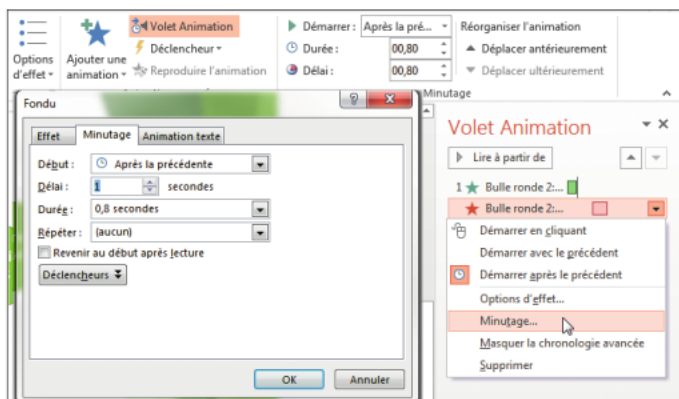 Options d'effet
Ajouter une animation
Volet Animation
Déclencheur
Reproduire l'animation
Démarrer : Après la pré...
Durée : 00,80
Délai : 00,80
Minutage
Réorganiser l'animation
Déplacer antérieurement
Déplacer ultérieurement
Fondu
Effet Minutage Animation texte
Début : Après la précédente
Délai : 1 secondes
Durée : 0,8 secondes
Répéter : (aucun)
Revenir au début après lecture
Déclencheurs
OK Annuler
Volet Animation
Lire à partir de
1 Bulle ronde 2:...
Bulle ronde 2:...
Démarrer en cliquant
Démarrer avec le précédent
Démarrer après le précédent
Options d'effet...
Minutage...
Masquer la chronologie avancée
Supprimer